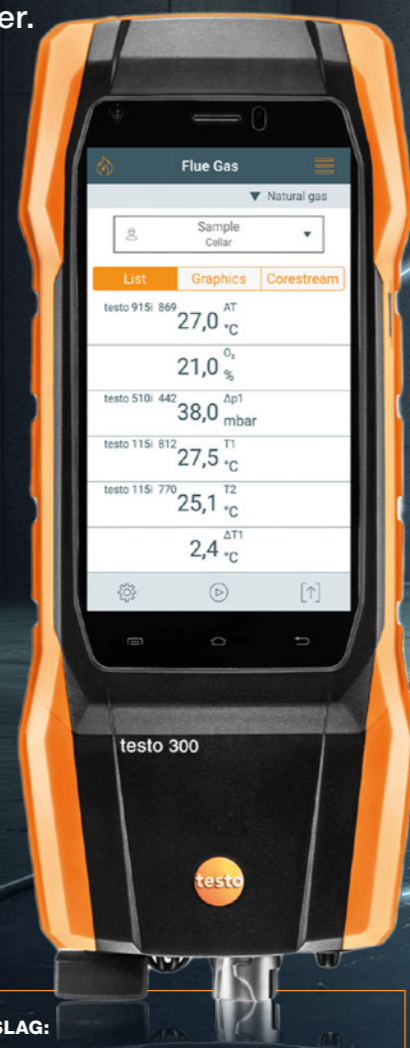 er.
Flue Gas
▼ Natural gas
Sample
Cellar
List Graphics Corestream
testo 915i 869 27,0 AT °C
21,0 O₂ %
testo 510i 442 38,0 Δp1 mbar
testo 115i 812 27,5 T1 °C
testo 115i 770 25,1 T2 °C
2,4 ΔT1 °C
testo 300
testo
SLAG: